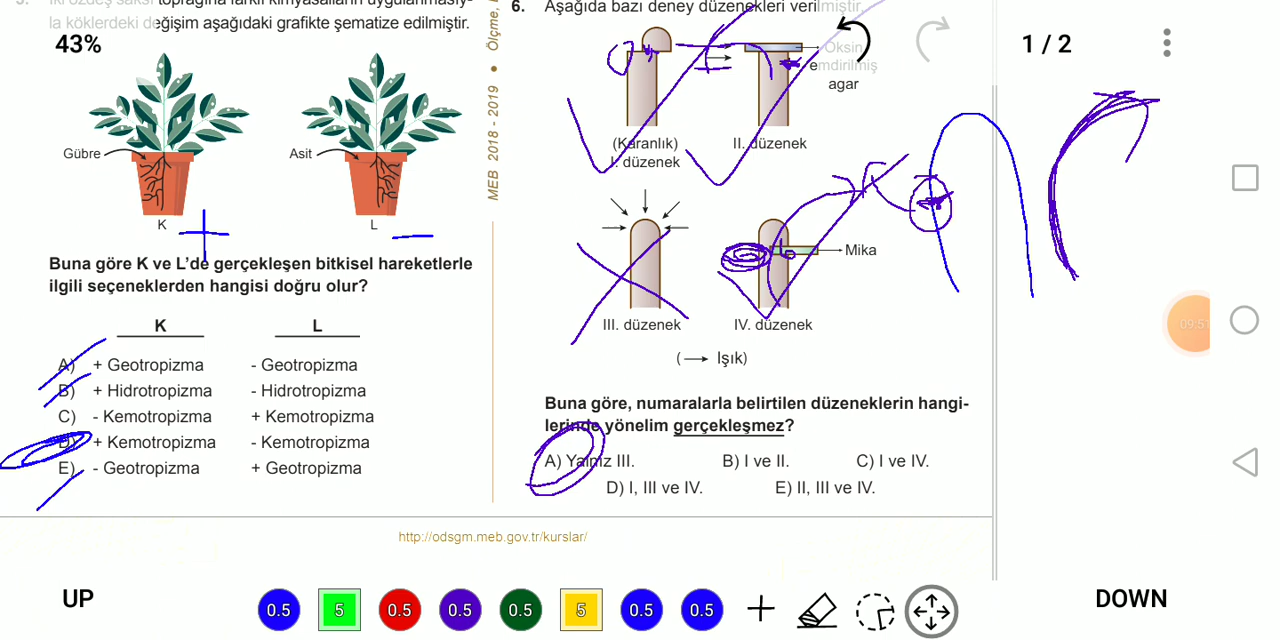 toprağına farklı kimyasalların uygulanmasıy-
la köklerdeki değişim aşağıdaki grafikte şematize edilmiştir.
43%
Gübre
Asit
K
L
Buna göre K ve L'de gerçekleşen bitkisel hareketlerle
ilgili seçeneklerden hangisi doğru olur?
K L
A) + Geotropizma - Geotropizma
B) + Hidrotropizma - Hidrotropizma
C) - Kemotropizma + Kemotropizma
D) + Kemotropizma - Kemotropizma
E) - Geotropizma + Geotropizma
MEB 2018 - 2019 ● Ölçme,
6. Aşağıda bazı deney düzenekleri verilmiştir.
Oksin
emdirilmiş
agar
(Karanlık)
I. düzenek
II. düzenek
Mika
III. düzenek
IV. düzenek
(→ Işık)
Buna göre, numaralarla belirtilen düzeneklerin hangi-
lerinde yönelim gerçekleşmez?
A) Yalnız III. B) I ve II. C) I ve IV.
D) I, III ve IV. E) II, III ve IV.
http://odsgm.meb.gov.tr/kurslar/
1 / 2
UP
0.5 5 0.5 0.5 0.5 5 0.5 0.5
DOWN